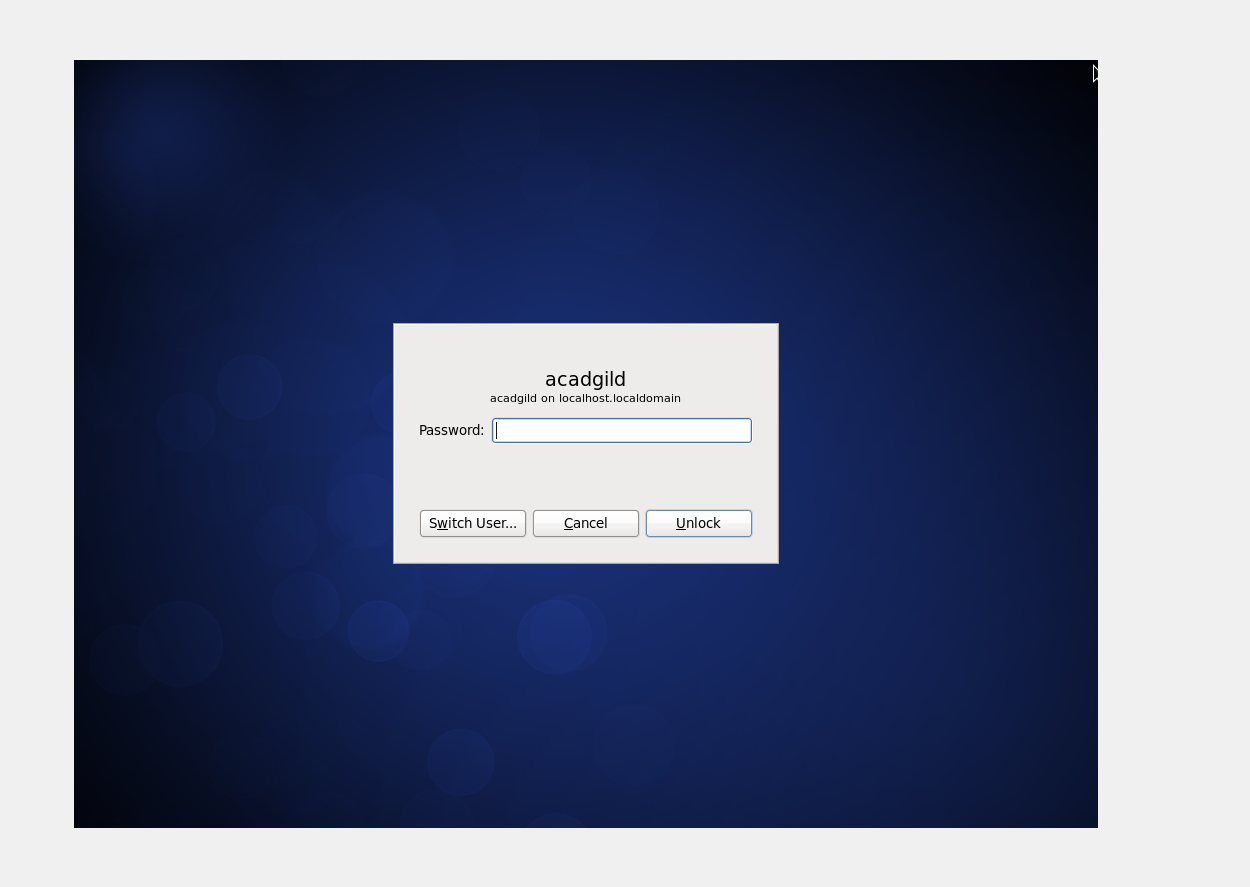 acadgild
acadgild on localhost.localdomain
Password:
Switch User... Cancel Unlock